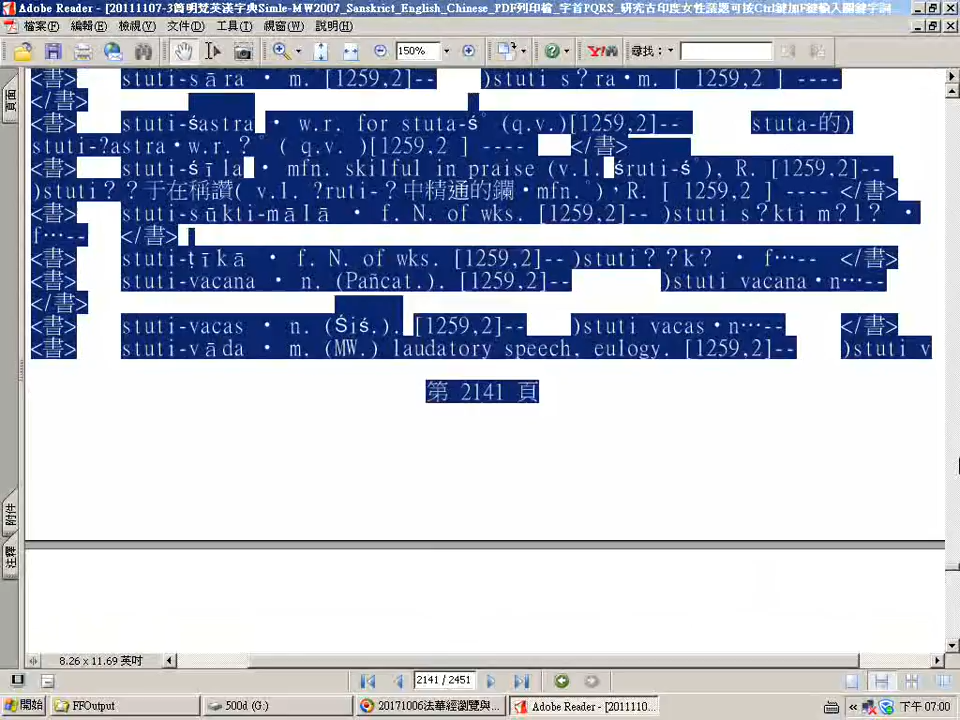 Adobe Reader - [20111107-3簡明梵英漢字典Simle-MW2007_Sanskrict_English_Chinese_PDF列印檔_字首PQRS_研究古印度女性議題可按Ctrl鍵加F鍵輸入關鍵字詞
檔案(F) 編輯(E) 檢視(V) 文件(D) 工具(T) 視窗(W) 說明(H)
150% 尋找:
頁面
<書> stuti-sāra • m. [1259,2]-- )stuti s?ra•m. [ 1259,2 ] ----
</書>
<書> stuti-śastra • w.r. for stuta-ś° (q.v.)[1259,2]-- stuta-的)
stuti-?astra•w.r.?° ( q.v. )[1259,2 ] ---- </書>
<書> stuti-śīla • mfn. skilful in praise (v.l. śruti-ś°), R. [1259,2]--
)stuti？？于在稱讚( v.l. ?ruti-？中精通的鑭•mfn.°)，R. [ 1259,2 ] ---- </書>
<書> stuti-sūkti-mālā • f. N. of wks. [1259,2]-- )stuti s?kti m?l? •
f…-- </書>
<書> stuti-ṭīkā • f. N. of wks. [1259,2]-- )stuti？？k? • f…-- </書>
<書> stuti-vacana • n. (Pañcat.). [1259,2]-- )stuti vacana•n…--
</書>
<書> stuti-vacas • n. (Śiś.). [1259,2]-- )stuti vacas•n…-- </書>
<書> stuti-vāda • m. (MW.) laudatory speech, eulogy. [1259,2]-- )stuti v
第 2141 頁
附件
注釋
8.26 x 11.69 英吋
2141 / 2451
開始 FFOutput 500d (G:) 20171006法華經瀏覽與... Adobe Reader - [2011110... 下午 07:00